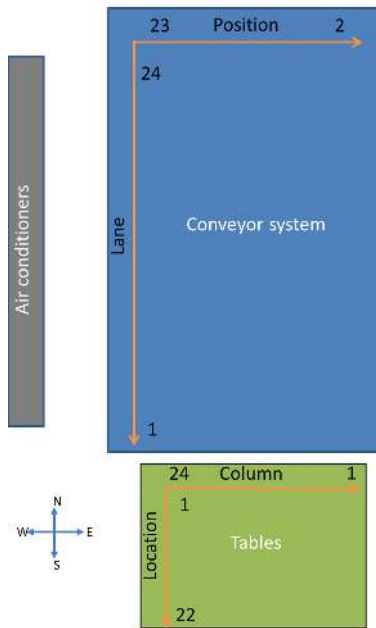 23 Position 2
24
Air conditioners
Lane
Conveyor system
1
24 Column 1
1
N
W E
S
Location
Tables
22